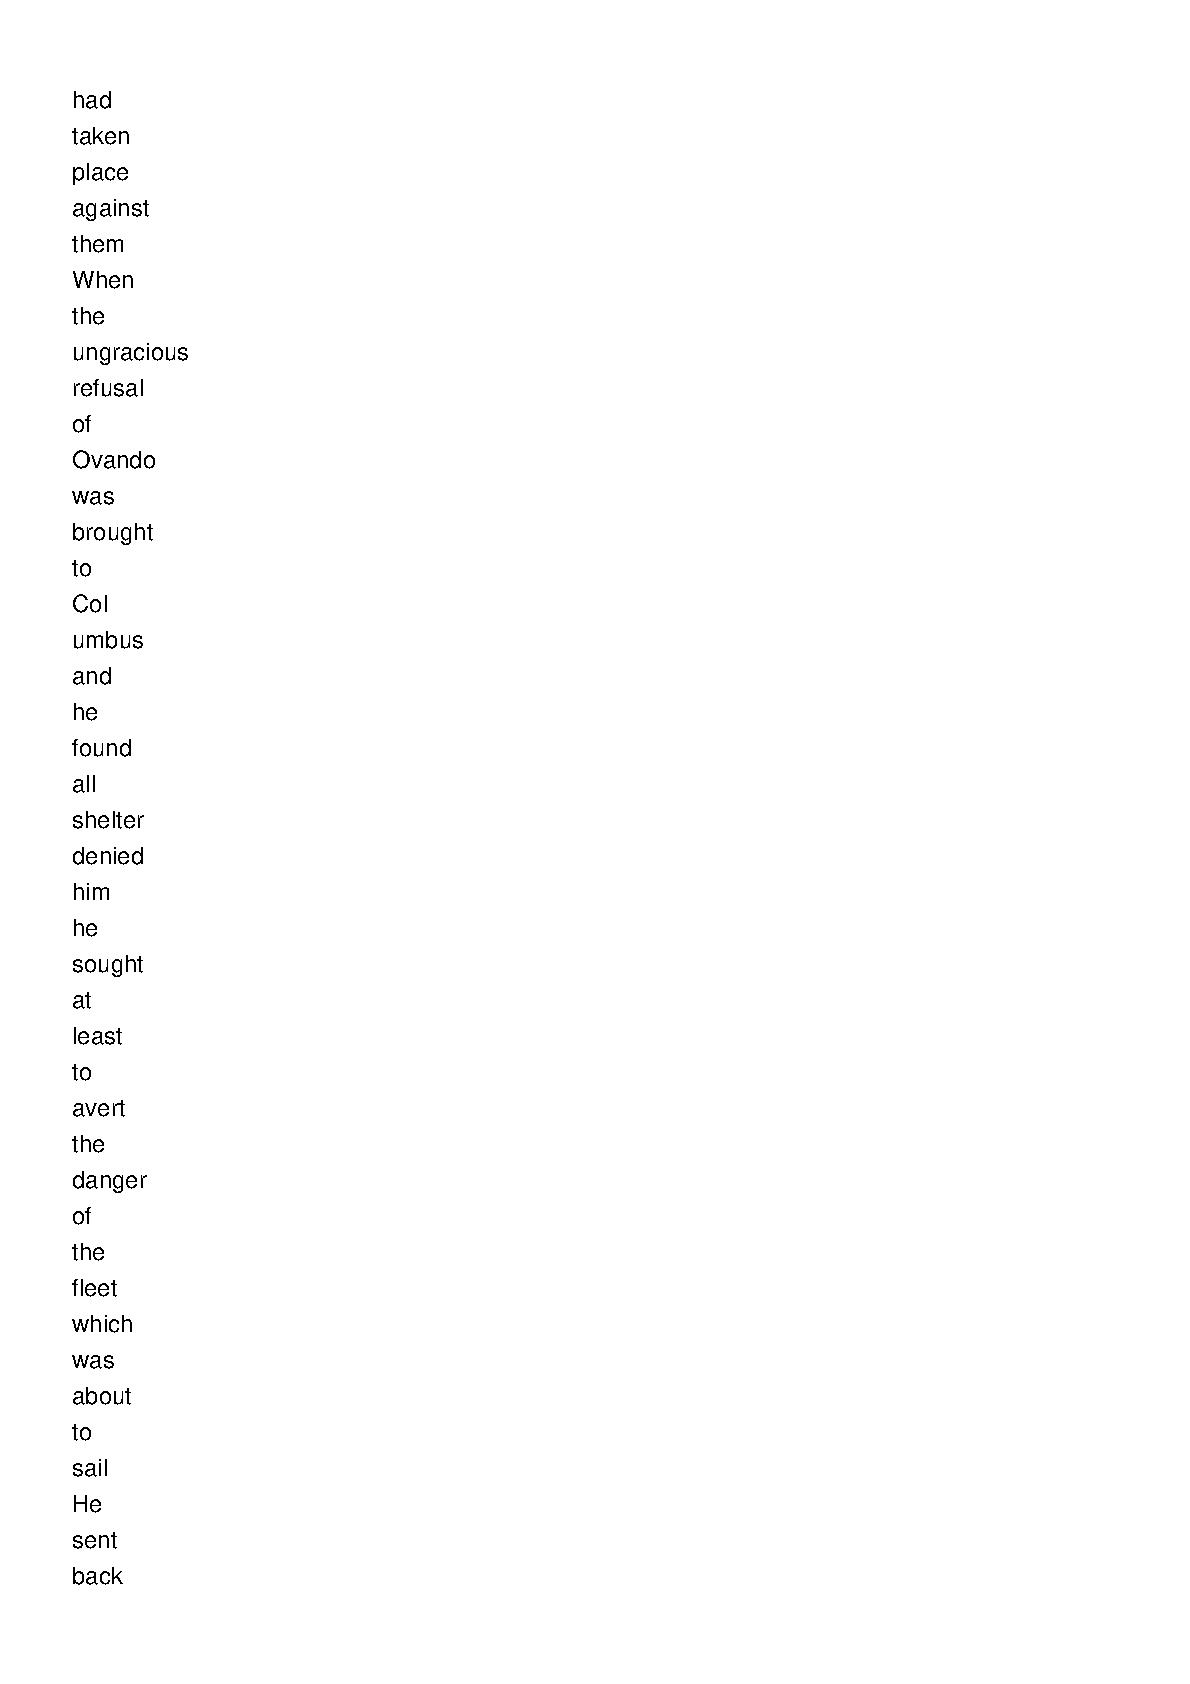 had
taken
place
against
them
When
the
ungracious
refusal
of
Ovando
was
brought
to
Col
umbus
and
he
found
all
shelter
denied
him
he
sought
at
least
to
avert
the
danger
of
the
fleet
which
was
about
to
sail
He
sent
back